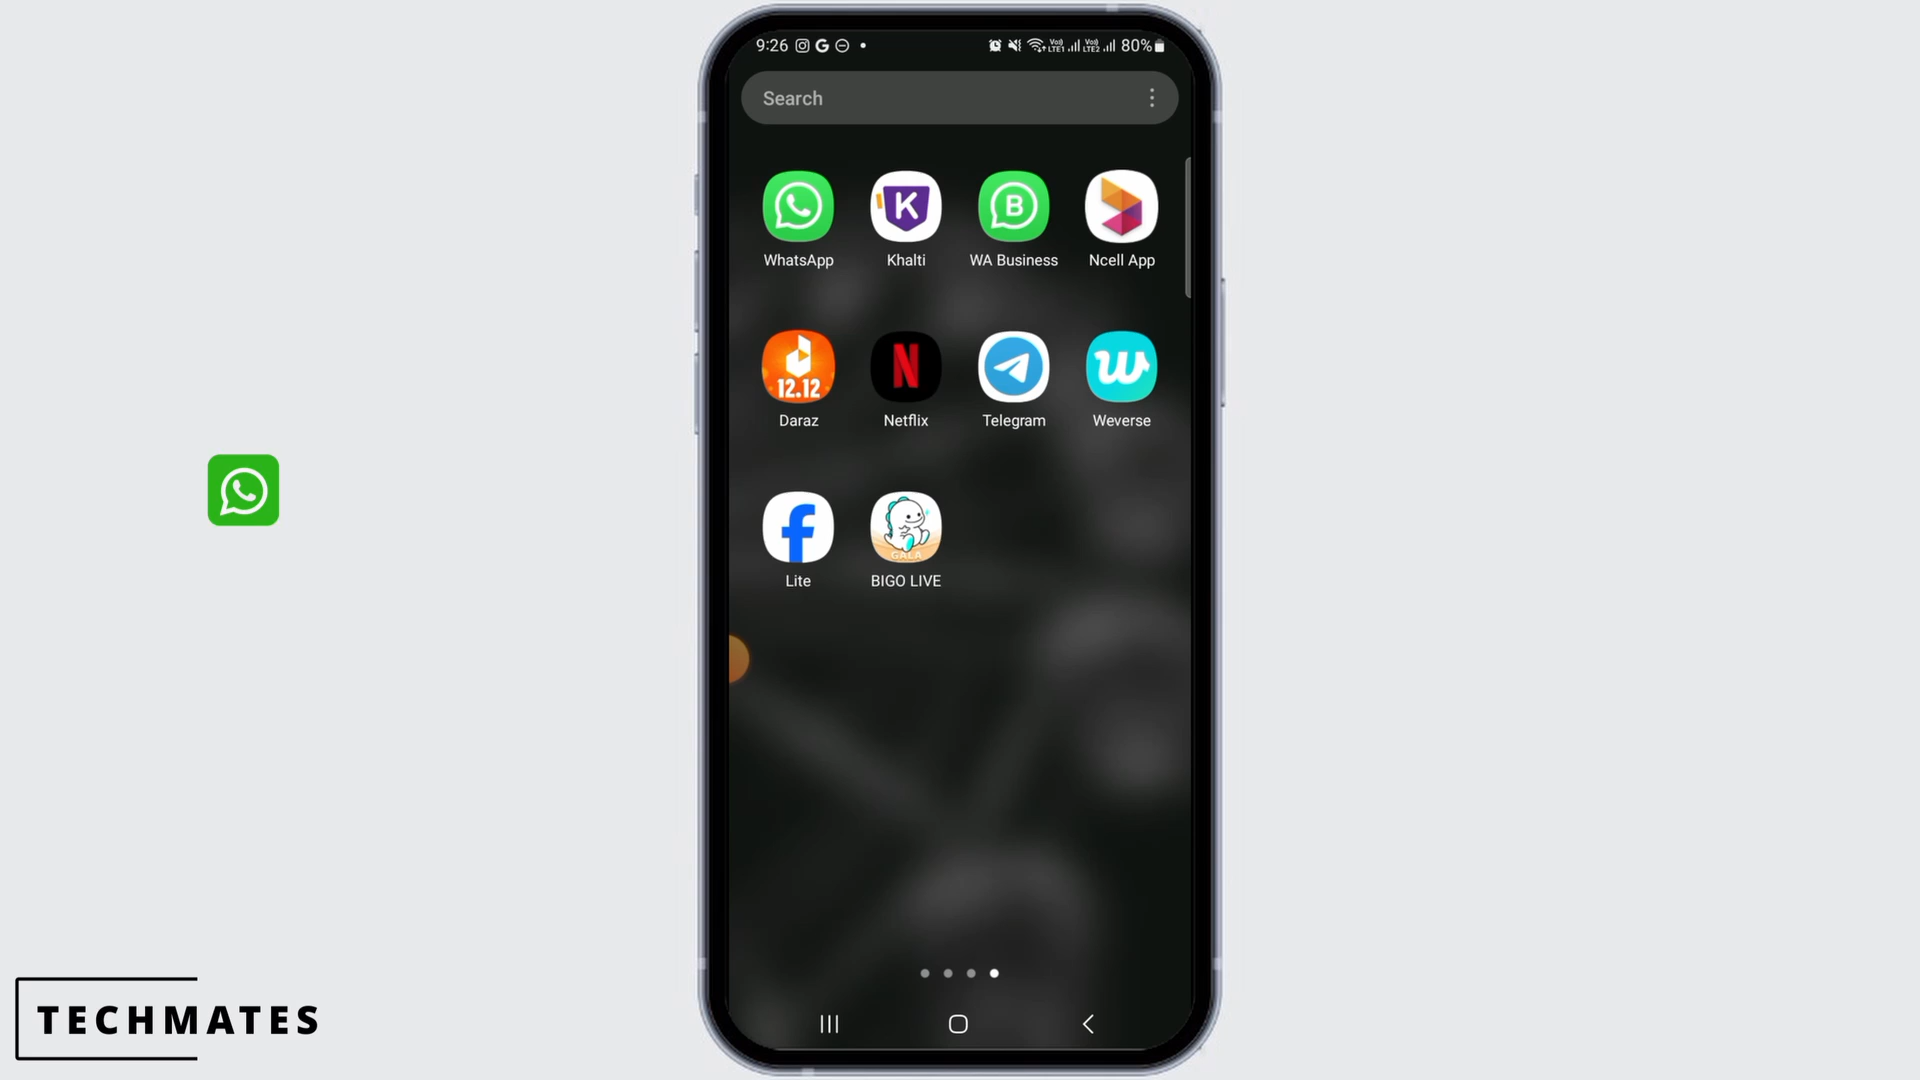 9:26 80%
Search
WhatsApp Khalti WA Business Ncell App
12.12
Daraz Netflix Telegram Weverse
GALA
Lite BIGO LIVE
TECHMATES